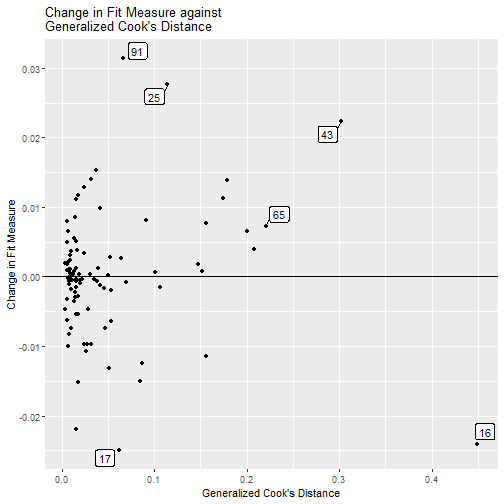 Change in Fit Measure against
Generalized Cook's Distance
91
0.03
25
43
0.02
65
0.01
0.00
Change in Fit Measure
-0.01
-0.02
16
17
0.0 0.1 0.2 0.3 0.4
Generalized Cook's Distance